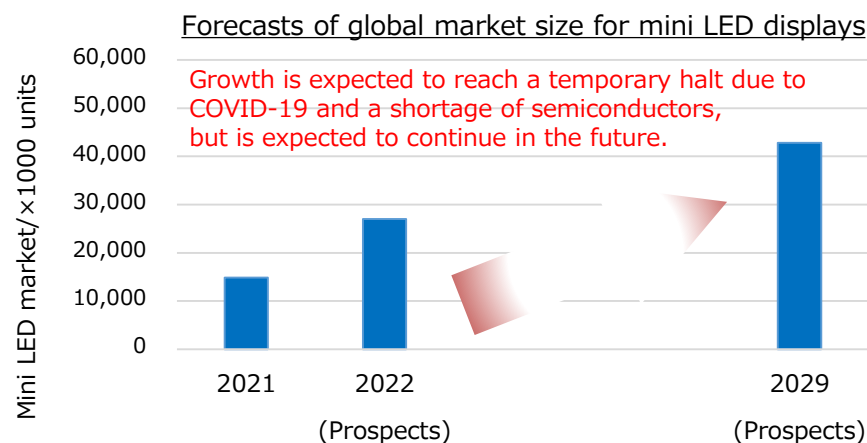 Forecasts of global market size for mini LED displays
Mini LED market/×1000 units
60,000
50,000
40,000
30,000
20,000
10,000
0
Growth is expected to reach a temporary halt due to
COVID-19 and a shortage of semiconductors,
but is expected to continue in the future.
2021
2022
2029
(Prospects)
(Prospects)